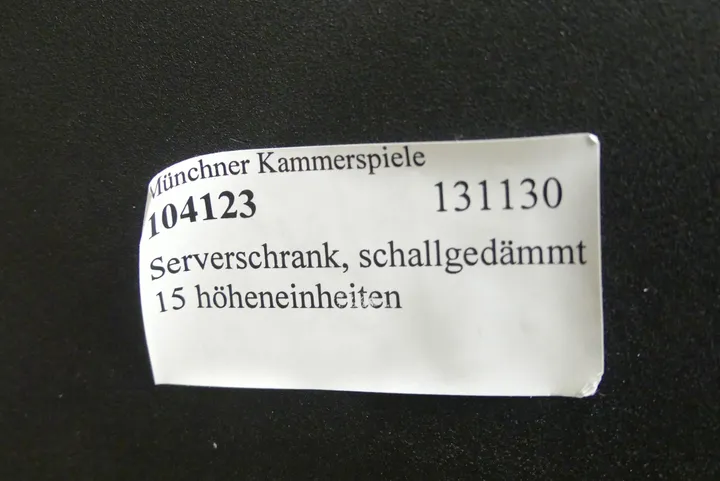 Münchner Kammerspiele
104123 131130
Serverschrank, schallgedämmt
15 höheneinheiten